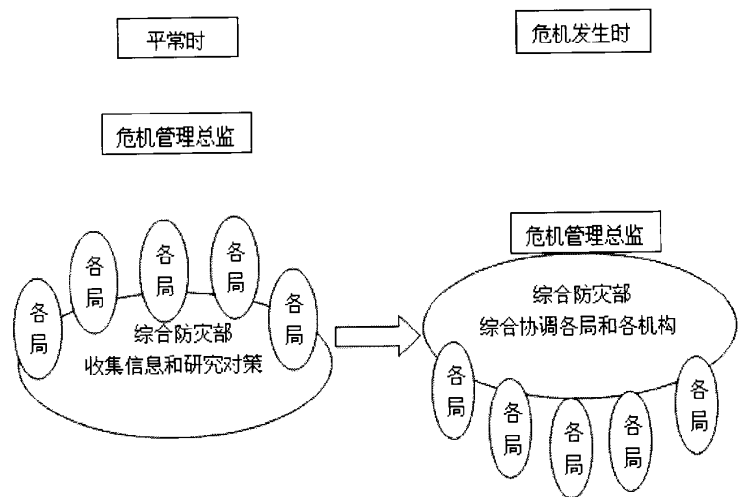 平常时
危机发生时
危机管理总监
各局
各局
各局
各局
各局
综合防灾部
收集信息和研究对策
危机管理总监
综合防灾部
综合协调各局和各机构
各局
各局
各局
各局
各局